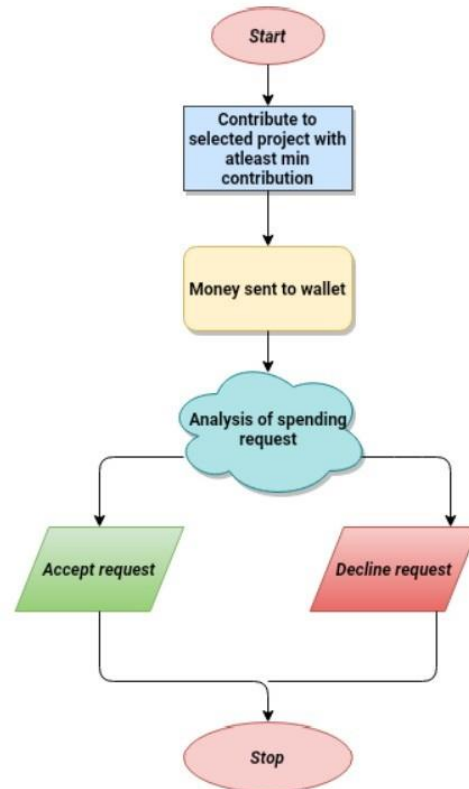 Start
Contribute to
selected project with
atleast min
contribution
Money sent to wallet
Analysis of spending
request
Accept request
Decline request
Stop